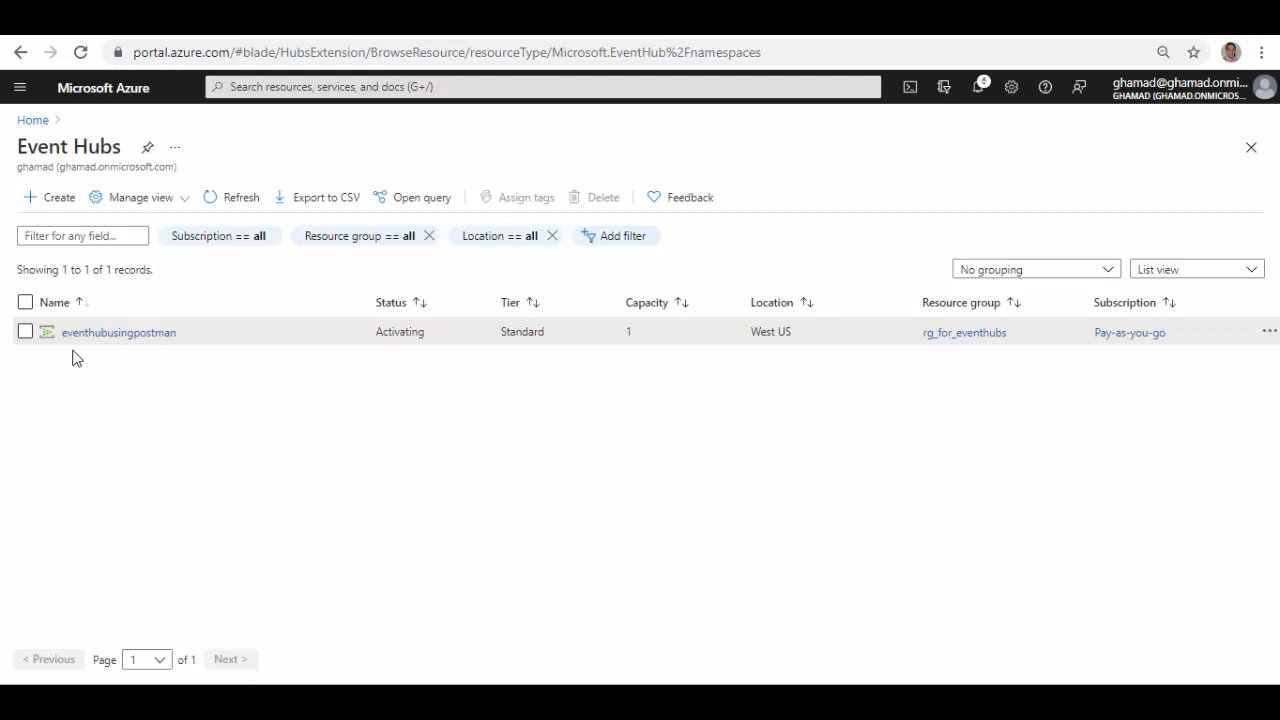 portal.azure.com/#blade/HubsExtension/BrowseResource/resourceType/Microsoft.EventHub%2Fnamespaces
Microsoft Azure
Search resources, services, and docs (G+/)
6
ghamad@ghamad.onmi...
GHAMAD (GHAMAD.ONMICROS...
Home >
Event Hubs ...
ghamad (ghamad.onmicrosoft.com)
Create
Manage view
Refresh
Export to CSV
Open query
Assign tags
Delete
Feedback
Filter for any field...
Subscription == all
Resource group == all
Location == all
Add filter
Showing 1 to 1 of 1 records.
No grouping
List view
Name Status Tier Capacity Location Resource group Subscription
eventhubusingpostman Activating Standard 1 West US rg_for_eventhubs Pay-as-you-go ...
< Previous Page 1 of 1 Next >